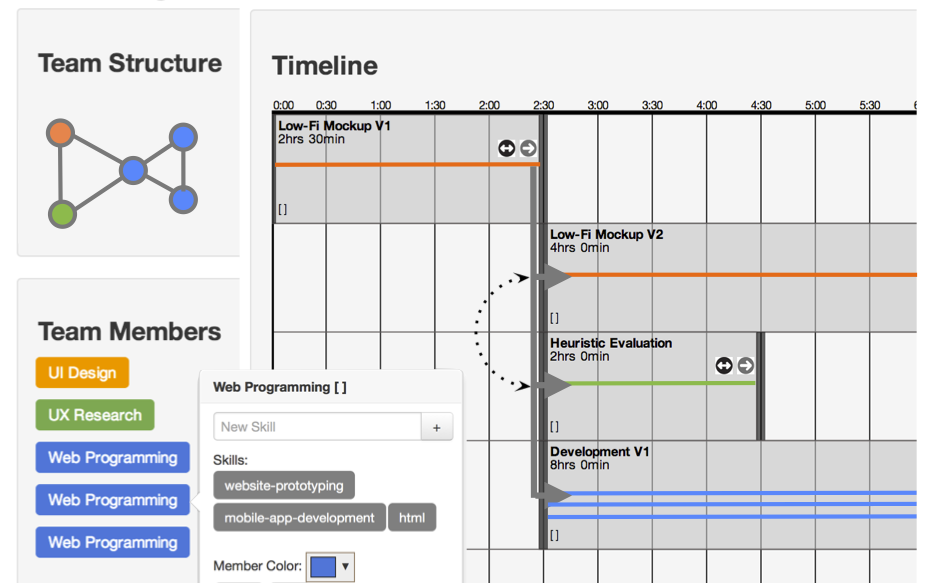 Team Structure
Timeline
0:00 0:30 1:00 1:30 2:00 2:30 3:00 3:30 4:00 4:30 5:00 5:30
Low-Fi Mockup V1
2hrs 30min
[ ]
Low-Fi Mockup V2
4hrs 0min
[ ]
Heuristic Evaluation
2hrs 0min
[ ]
Development V1
8hrs 0min
[ ]
Team Members
UI Design
UX Research
Web Programming
Web Programming
Web Programming
Web Programming [ ]
New Skill
+
Skills:
website-prototyping
mobile-app-development html
Member Color: